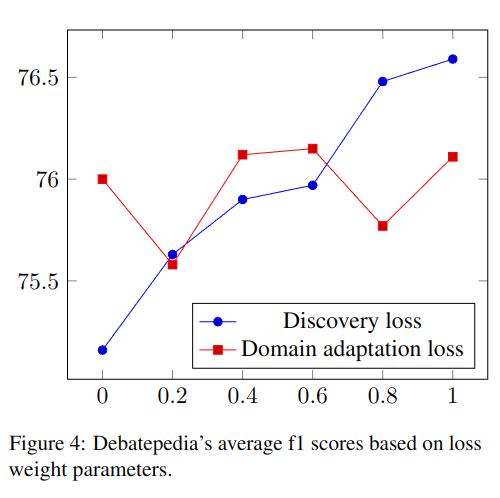 76.5
76
75.5
Discovery loss
Domain adaptation loss
0 0.2 0.4 0.6 0.8 1
Figure 4: Debatepedia's average f1 scores based on loss
weight parameters.